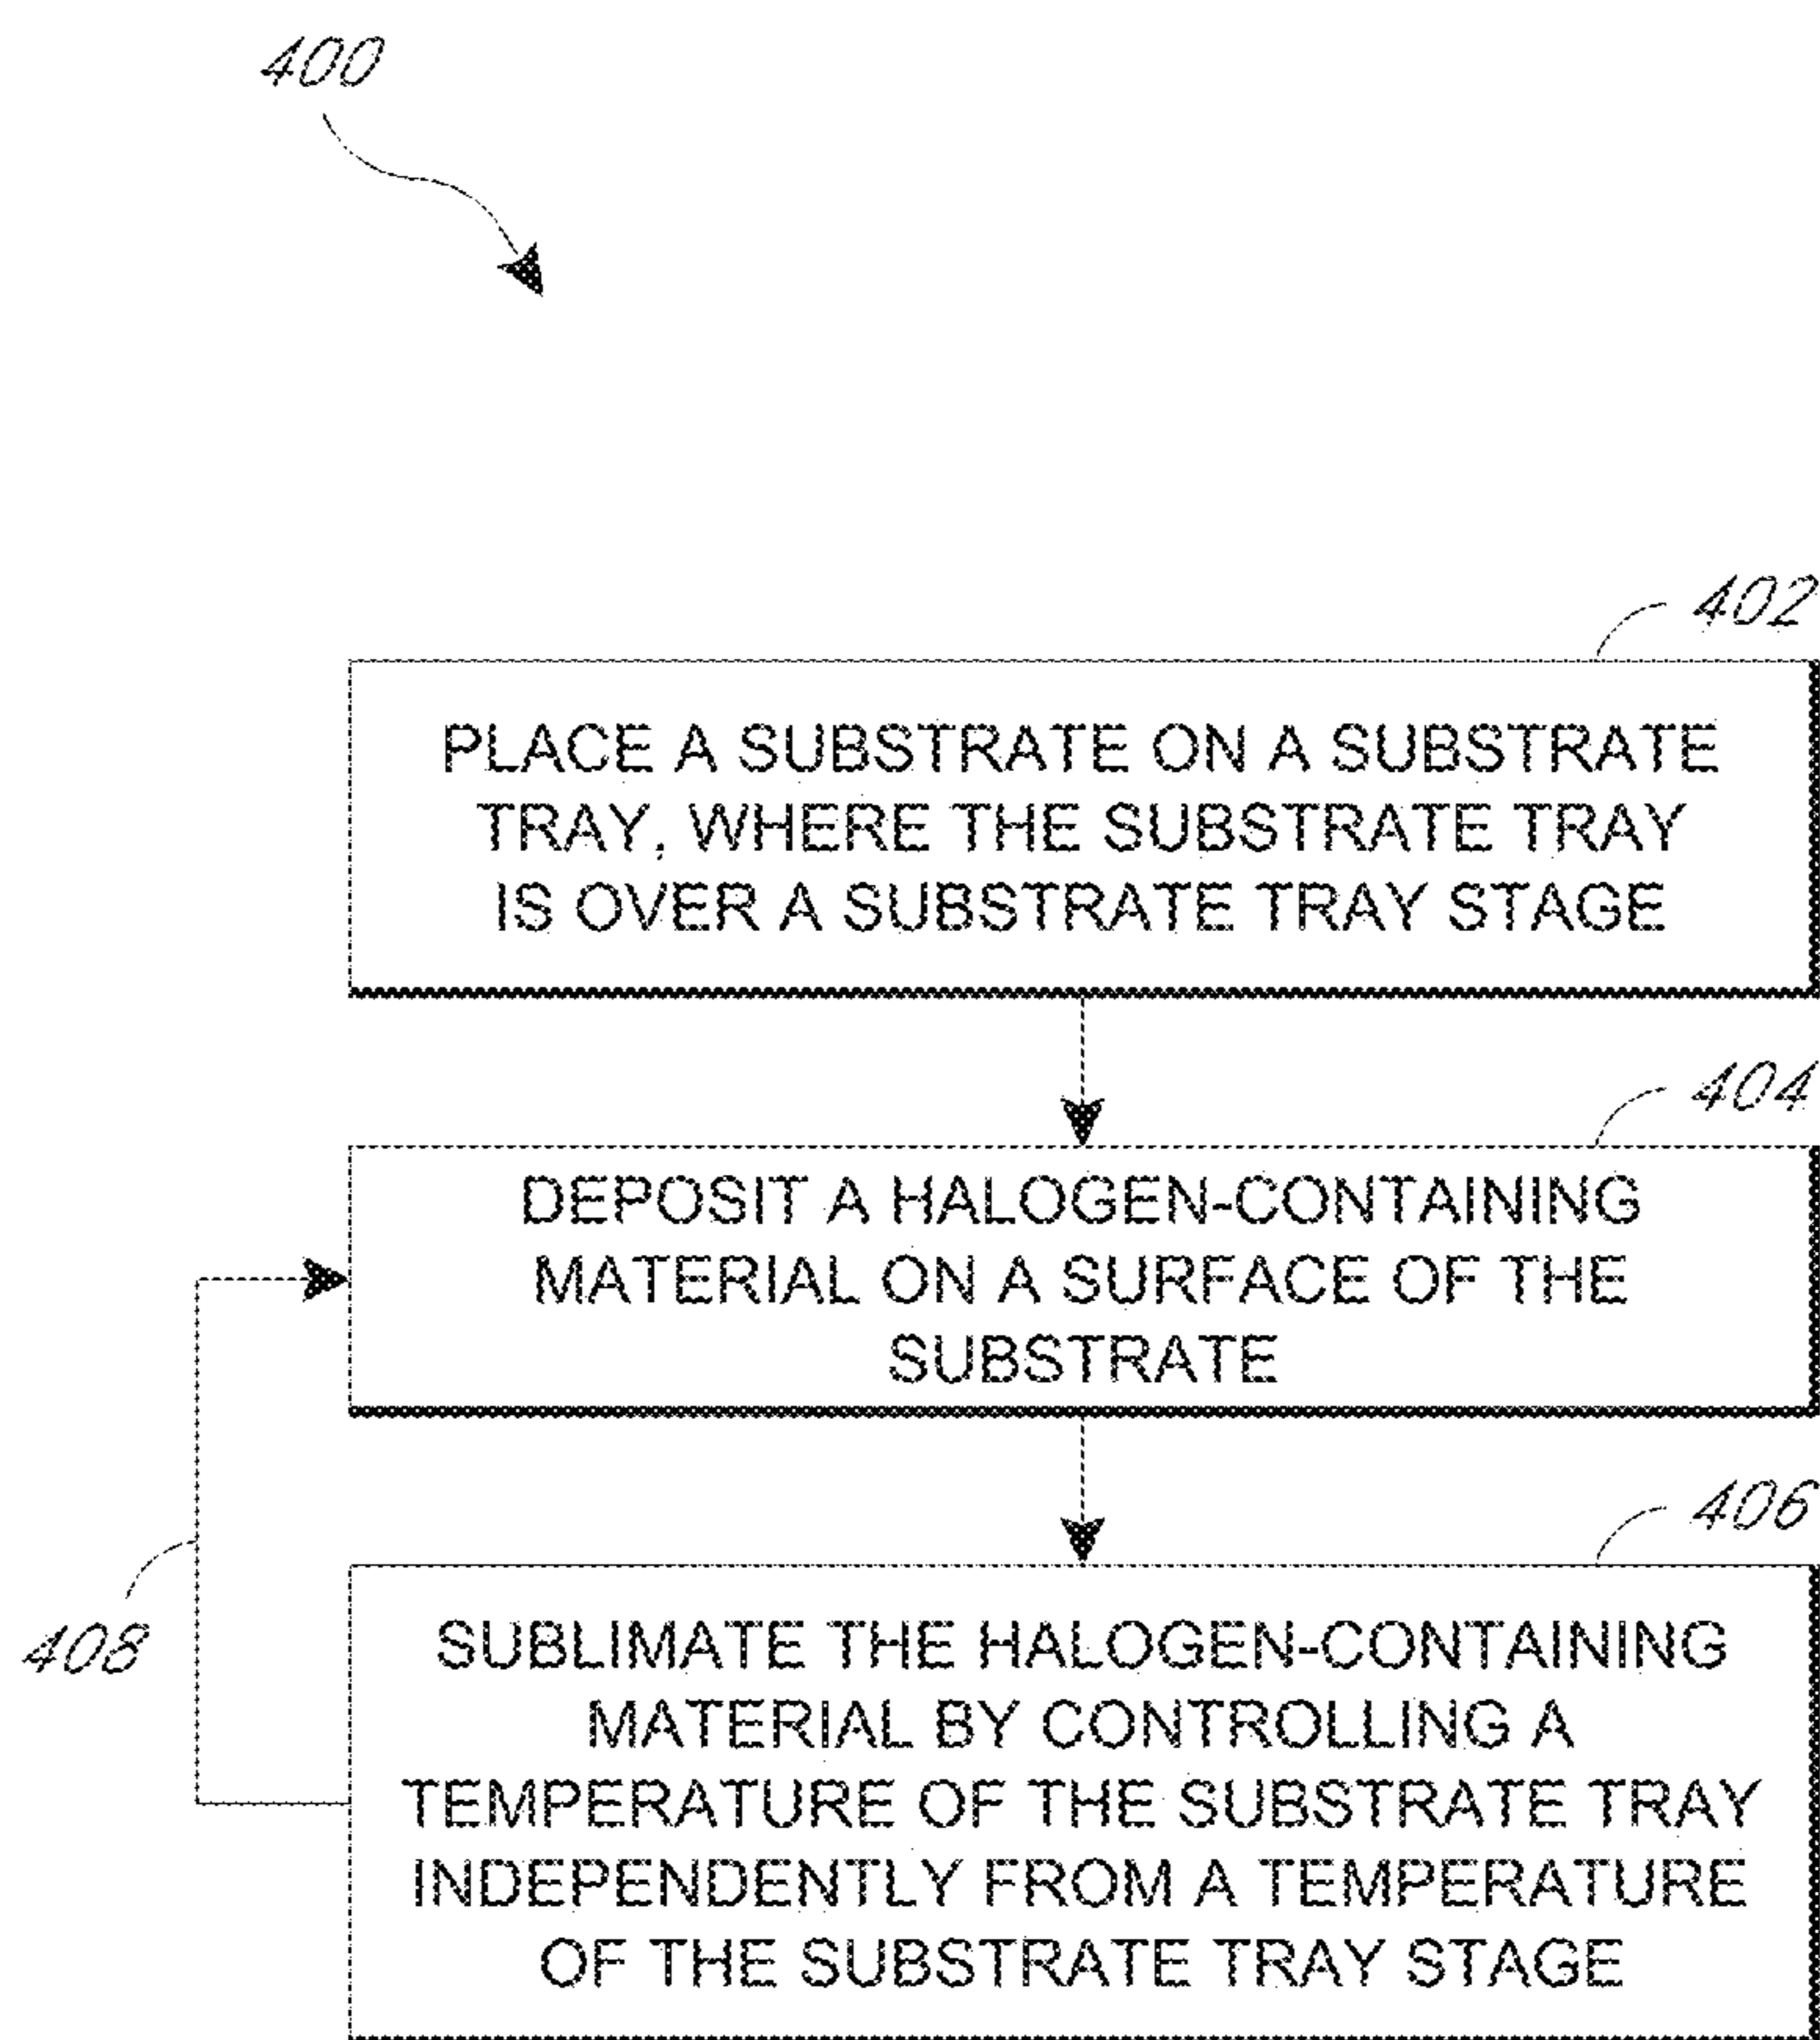 400
402
PLACE A SUBSTRATE ON A SUBSTRATE
TRAY, WHERE THE SUBSTRATE TRAY
IS OVER A SUBSTRATE TRAY STAGE
404
DEPOSIT A HALOGEN-CONTAINING
MATERIAL ON A SURFACE OF THE
SUBSTRATE
406
SUBLIMATE THE HALOGEN-CONTAINING
MATERIAL BY CONTROLLING A
TEMPERATURE OF THE SUBSTRATE TRAY
INDEPENDENTLY FROM A TEMPERATURE
OF THE SUBSTRATE TRAY STAGE
408